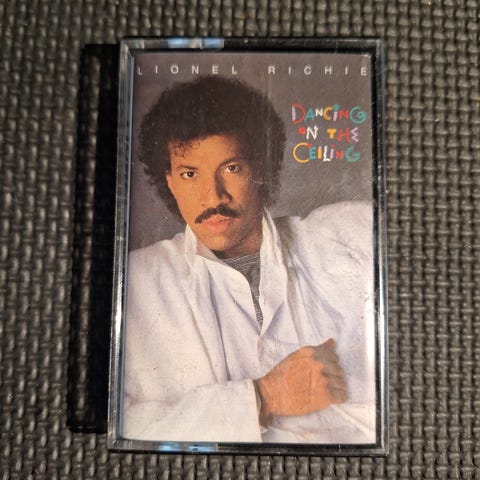 LIONEL RICHIE
DANCING
ON THE
CEILING